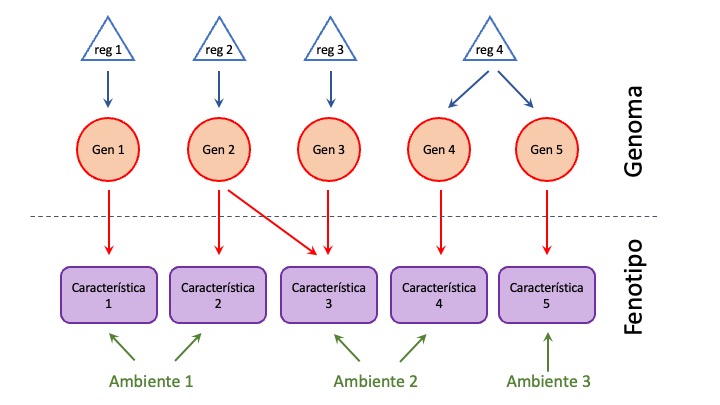 reg 1
reg 2
reg 3
reg 4
Gen 1
Gen 2
Gen 3
Gen 4
Gen 5
Genoma
Característica
1
Característica
2
Característica
3
Característica
4
Característica
5
Fenotipo
Ambiente 1
Ambiente 2
Ambiente 3